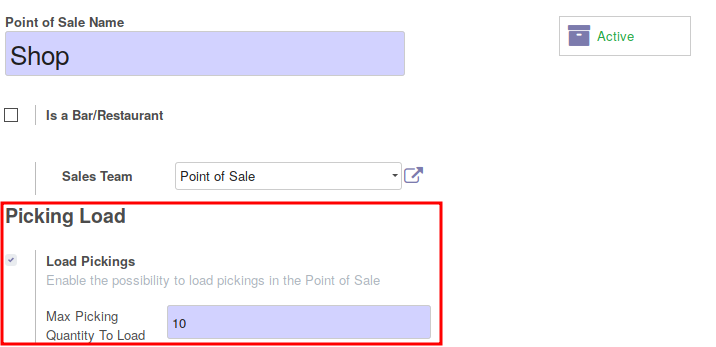 Point of Sale Name
Shop
Active
Is a Bar/Restaurant
Sales Team
Point of Sale
Picking Load
Load Pickings
Enable the possibility to load pickings in the Point of Sale
Max Picking
Quantity To Load
10